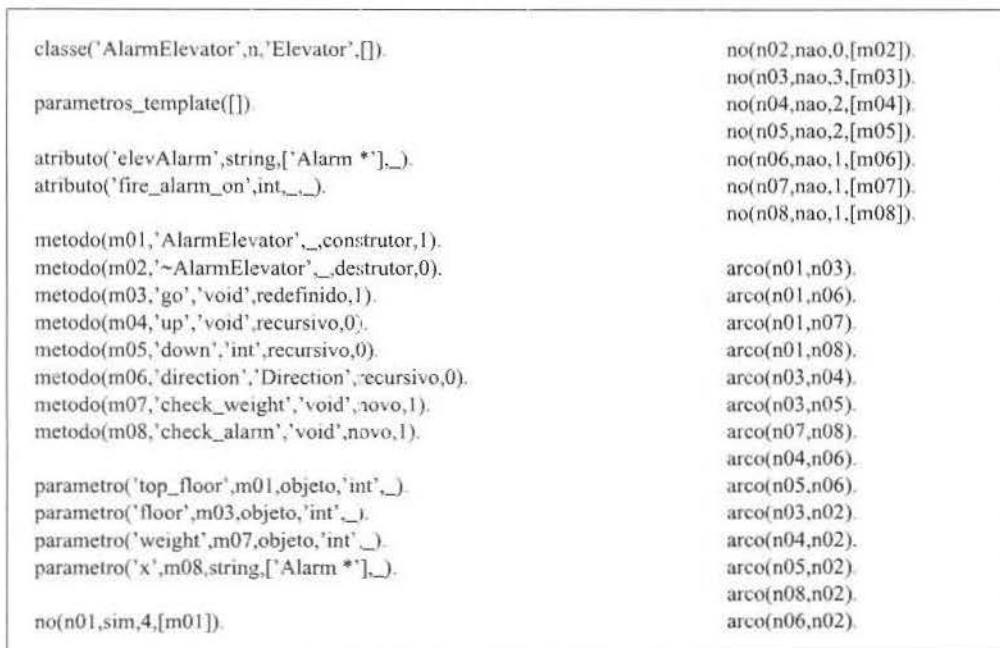 classe('AlarmElevator',n,'Elevator',[]).
parametros_template([]).
atributo('elevAlarm',string,['Alarm *'],_).
atributo('fire_alarm_on',int,_,_).
metodo(m01,'AlarmElevator',_,construtor,1).
metodo(m02,'~AlarmElevator',_,destrutor,0).
metodo(m03,'go','void',redefinido,1).
metodo(m04,'up','void',recursivo,0).
metodo(m05,'down','int',recursivo,0).
metodo(m06,'direction','Direction',recursivo,0).
metodo(m07,'check_weight','void',novo,1).
metodo(m08,'check_alarm','void',novo,1).
parametro('top_floor',m01,objeto,'int',_).
parametro('floor',m03,objeto,'int',_).
parametro('weight',m07,objeto,'int',_).
parametro('x',m08,string,['Alarm *'],_).
no(n01,sim,4,[m01]).
no(n02,nao,0,[m02]).
no(n03,nao,3,[m03]).
no(n04,nao,2,[m04]).
no(n05,nao,2,[m05]).
no(n06,nao,1,[m06]).
no(n07,nao,1,[m07]).
no(n08,nao,1,[m08]).
arco(n01,n03).
arco(n01,n06).
arco(n01,n07).
arco(n01,n08).
arco(n03,n04).
arco(n03,n05).
arco(n07,n08).
arco(n04,n06).
arco(n05,n06).
arco(n03,n02).
arco(n04,n02).
arco(n05,n02).
arco(n08,n02).
arco(n06,n02).